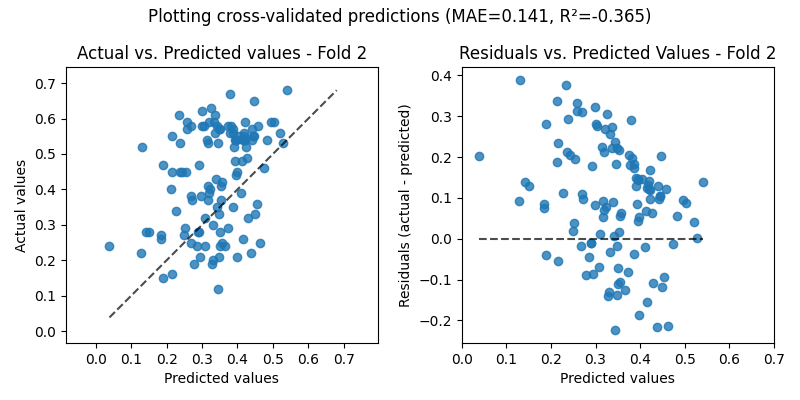 Plotting cross-validated predictions (MAE=0.141, R²=-0.365)
Actual vs. Predicted values - Fold 2
Actual values
0.7
0.6
0.5
0.4
0.3
0.2
0.1
0.0
0.0 0.1 0.2 0.3 0.4 0.5 0.6 0.7
Predicted values
Residuals vs. Predicted Values - Fold 2
Residuals (actual - predicted)
0.4
0.3
0.2
0.1
0.0
−0.1
−0.2
0.0 0.1 0.2 0.3 0.4 0.5 0.6 0.7
Predicted values